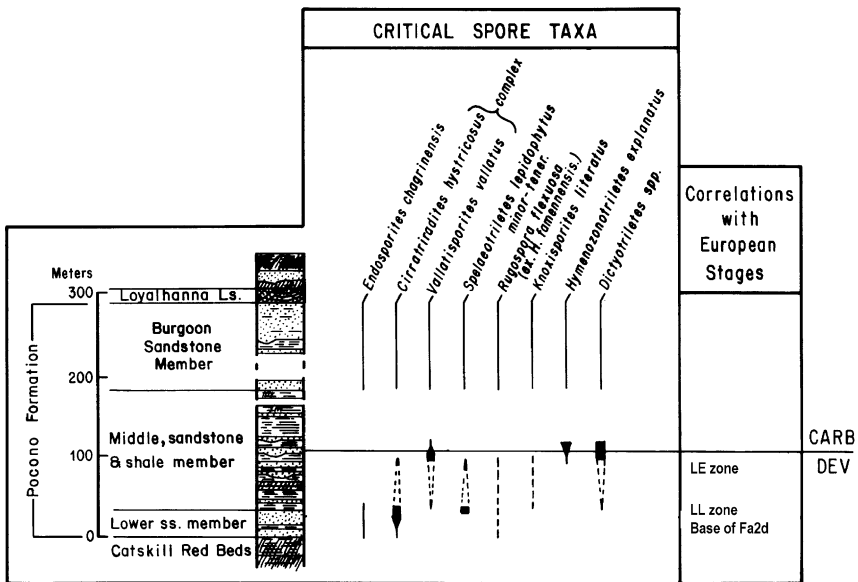 CRITICAL SPORE TAXA
Endosporites chagrinensis
Cirratriradites hystricosus
Vallatisporites vallatus
complex
Spelaeotriletes lepidophytus
minor-tener.
Rugospora flexuosa
(ex. H. famennensis.)
Knoxisporites literatus
Hymenozonotriletes explanatus
Dictyotriletes spp.
Correlations
with
European
Stages
Meters
300
Loyalhanna Ls.
Burgoon
Sandstone
Member
200
Pocono Formation
Middle, sandstone
& shale member
100
Lower ss. member
0
Catskill Red Beds
CARB
DEV
LE zone
LL zone
Base of Fa2d